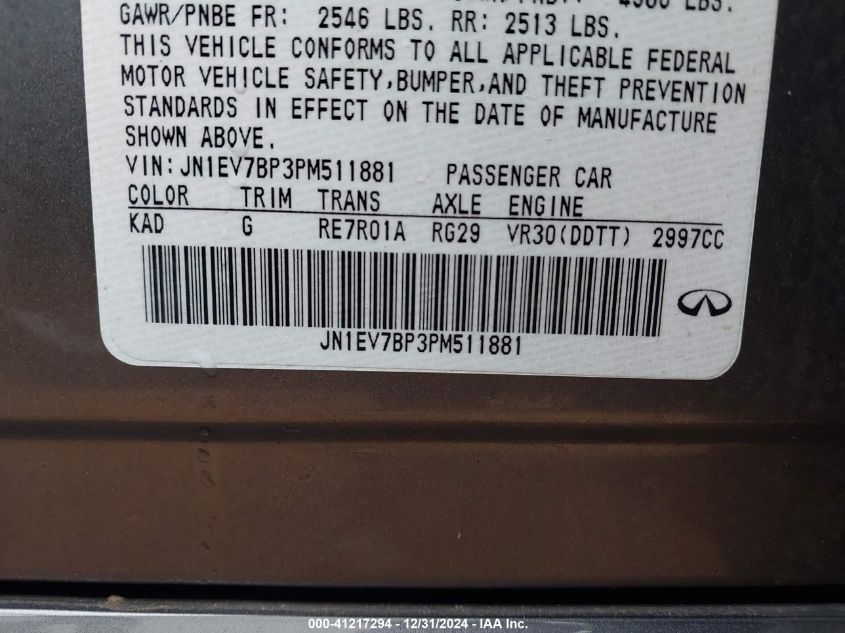 LBS.
GAWR/PNBE FR: 2546 LBS. RR: 2513 LBS.
THIS VEHICLE CONFORMS TO ALL APPLICABLE FEDERAL
MOTOR VEHICLE SAFETY,BUMPER,AND THEFT PREVENTION
STANDARDS IN EFFECT ON THE DATE OF MANUFACTURE
SHOWN ABOVE.
VIN:JN1EV7BP3PM511881 PASSENGER CAR
COLOR TRIM TRANS AXLE ENGINE
KAD G RE7R01A RG29 VR30(DDTT) 2997CC
JN1EV7BP3PM511881
000-41217294 - 12/31/2024 - IAA Inc.